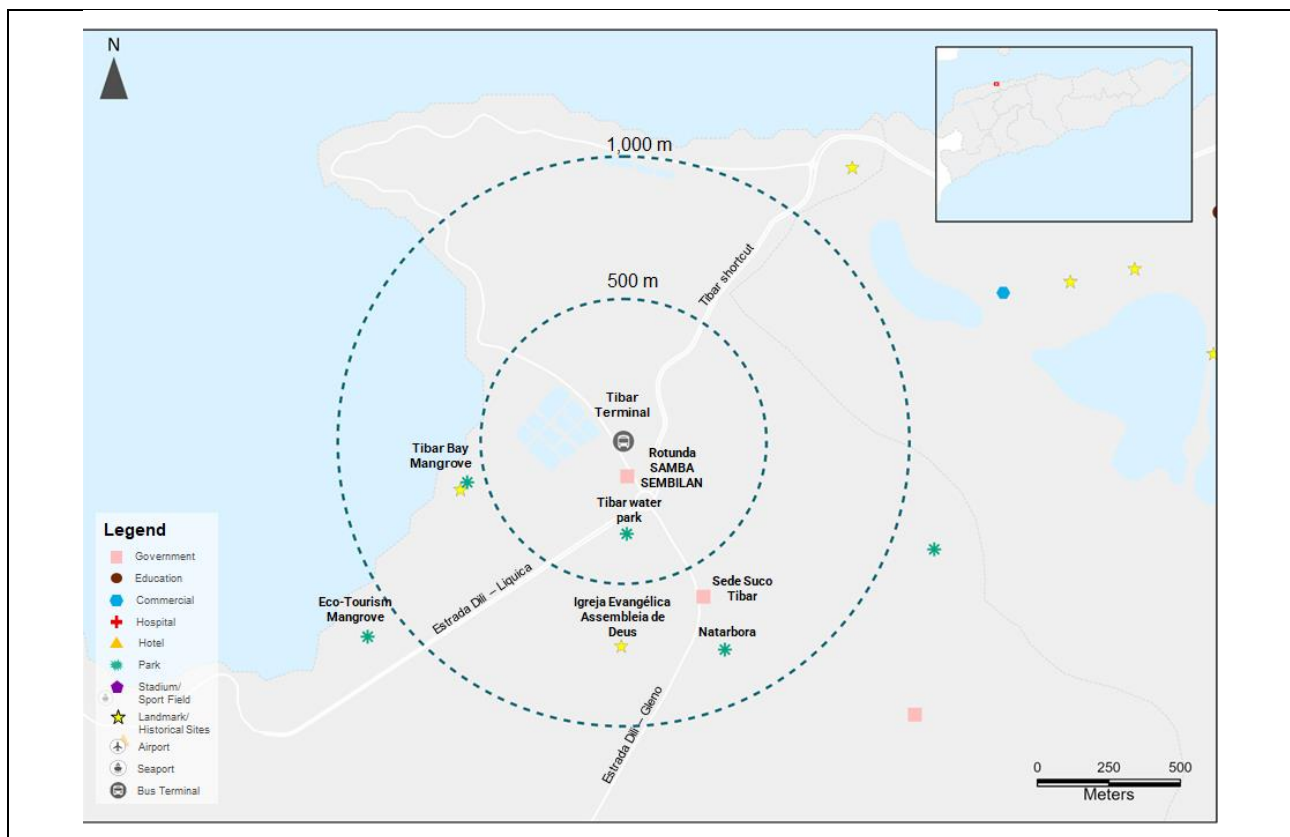 N
1,000 m
500 m
Tibar shortcut
Tibar
Terminal
Rotunda
SAMBA
SEMBILAN
Tibar Bay
Mangrove
Tibar water
park
Estrada Dili – Liquica
Sede Suco
Tibar
Eco-Tourism
Mangrove
Igreja Evangélica
Assembleia de
Deus
Natarbora
Estrada Dili – Gleno
Legend
Government
Education
Commercial
Hospital
Hotel
Park
Stadium/
Sport Field
Landmark/
Historical Sites
Airport
Seaport
Bus Terminal
0 250 500
Meters